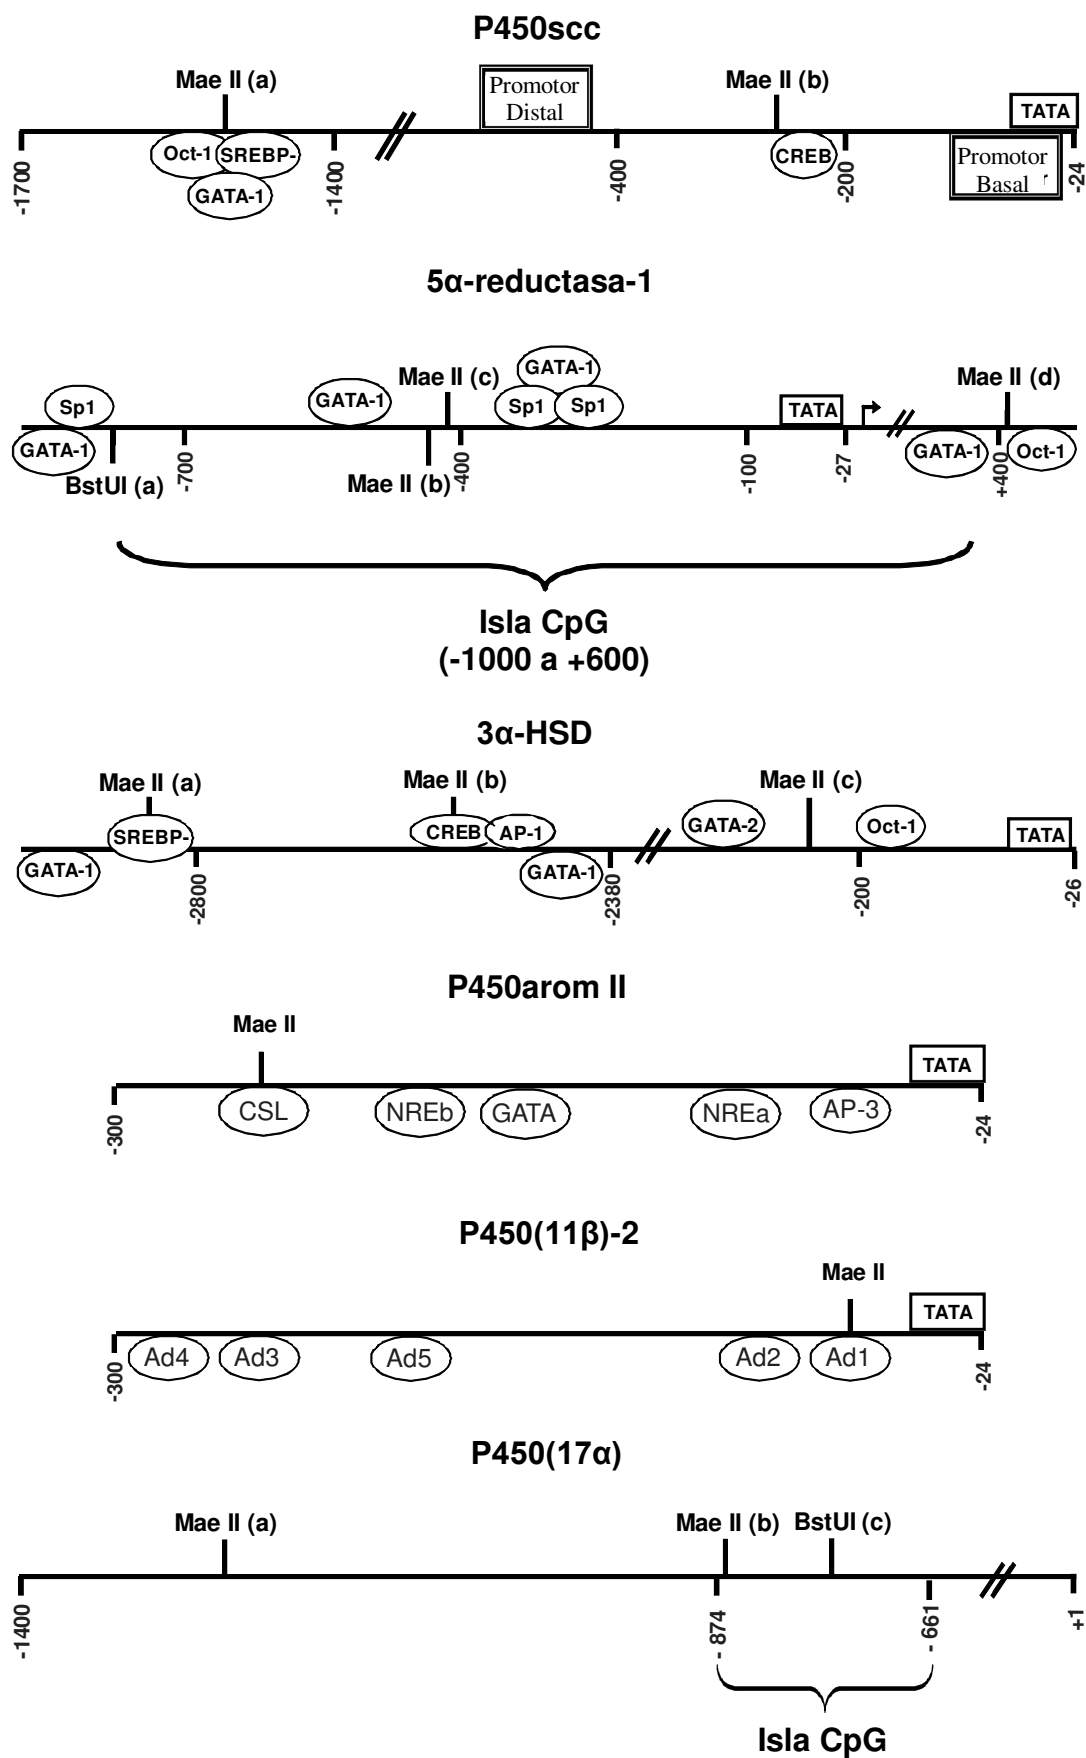 P450scc
Mae II (a)
Promotor
Distal
Mae II (b)
TATA
Oct-1
SREBP-
GATA-1
CREB
Promotor
Basal
-1700
-1400
-400
-200
-24
5α-reductasa-1
Sp1
GATA-1
GATA-1
Mae II (c)
GATA-1
Sp1
Sp1
TATA
Mae II (d)
GATA-1
Oct-1
BstUI (a)
-700
Mae II (b)
-400
-100
-27
+400
Isla CpG
(-1000 a +600)
3α-HSD
Mae II (a)
Mae II (b)
Mae II (c)
SREBP-
CREB
AP-1
GATA-2
Oct-1
TATA
GATA-1
GATA-1
-2800
-2380
-200
-26
P450arom II
Mae II
TATA
CSL
NREb
GATA
NREa
AP-3
-300
-24
P450(11β)-2
Mae II
TATA
Ad4
Ad3
Ad5
Ad2
Ad1
-300
-24
P450(17α)
Mae II (a)
Mae II (b)
BstUI (c)
-1400
- 874
- 661
+1
Isla CpG